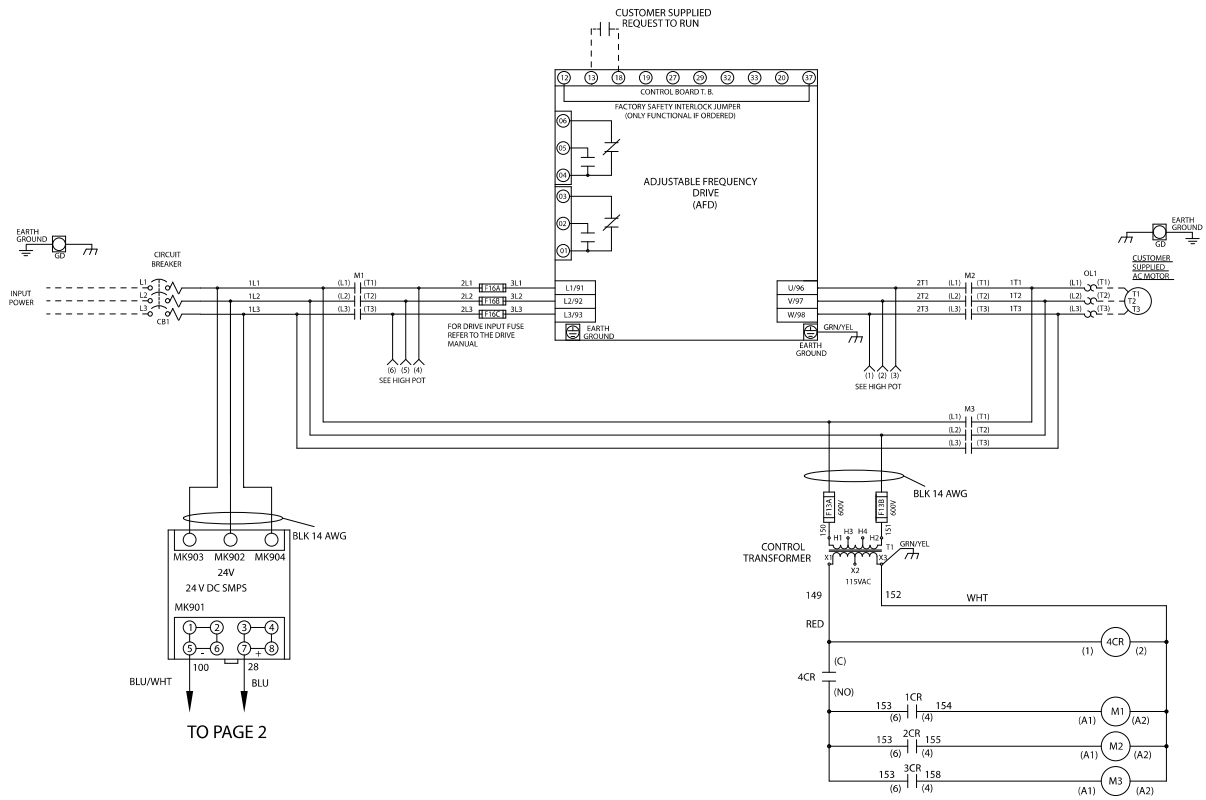 CUSTOMER SUPPLIED
REQUEST TO RUN
12 13 18 19 27 29 32 33 20 37
CONTROL BOARD T. B.
FACTORY SAFETY INTERLOCK JUMPER
(ONLY FUNCTIONAL IF ORDERED)
06
05
04
03
02
01
ADJUSTABLE FREQUENCY
DRIVE
(AFD)
EARTH
GROUND
GD
CIRCUIT
BREAKER
INPUT
POWER
L1
L2
L3
CB1
1L1
1L2
1L3
M1
(L1) (T1)
(L2) (T2)
(L3) (T3)
2L1 F16A 3L1
2L2 F16B 3L2
2L3 F16C 3L3
FOR DRIVE INPUT FUSE
REFER TO THE DRIVE
MANUAL
L1/91
L2/92
L3/93
EARTH
GROUND
(6) (5) (4)
SEE HIGH POT
U/96
V/97
W/98
GRN/YEL
EARTH
GROUND
2T1
2T2
2T3
M2
(L1) (T1)
(L2) (T2)
(L3) (T3)
1T1
1T2
1T3
(1) (2) (3)
SEE HIGH POT
EARTH
GROUND
GD
CUSTOMER
SUPPLIED
AC MOTOR
OL1
(L1) (T1)
(L2) (T2)
(L3) (T3)
T1
T2
T3
M3
(L1) (T1)
(L2) (T2)
(L3) (T3)
BLK 14 AWG
F13A
600V
F13B
600V
150
151
H1 H3 H4 H2
T1
GRN/YEL
CONTROL
TRANSFORMER
X1 X2 X3
115VAC
BLK 14 AWG
MK903 MK902 MK904
24V
24 V DC SMPS
MK901
1 2 3 4
5 - 6 7 + 8
100
28
BLU/WHT
BLU
TO PAGE 2
149
152
WHT
RED
4CR
(1) (2)
(C)
4CR
(NO)
1CR
153 154
(6) (4)
M1
(A1) (A2)
2CR
153 155
(6) (4)
M2
(A1) (A2)
3CR
153 158
(6) (4)
M3
(A1) (A2)